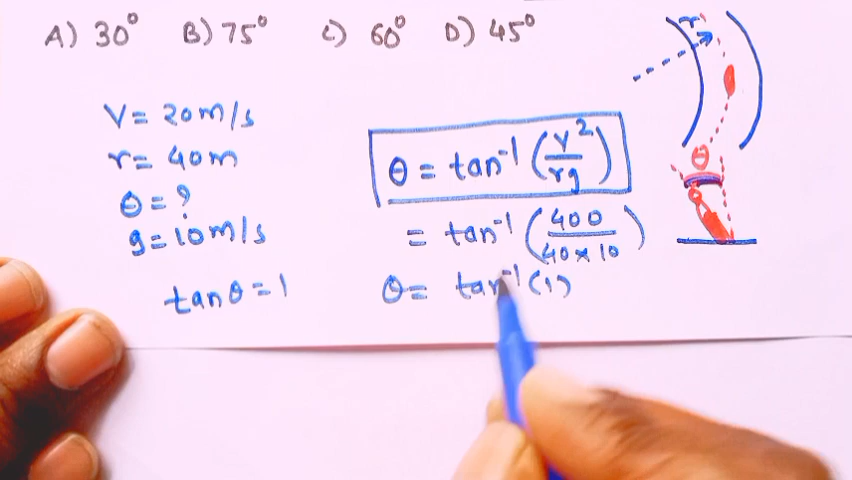 A) 30° B) 75° C) 60° D) 45°
V = 20 m/s
r = 40 m
θ = ?
g = 10 m/s
tanθ = 1
θ = tan⁻¹ (v²/rg)
= tan⁻¹ (400/40 × 10)
θ = tan⁻¹ (1)
r
θ